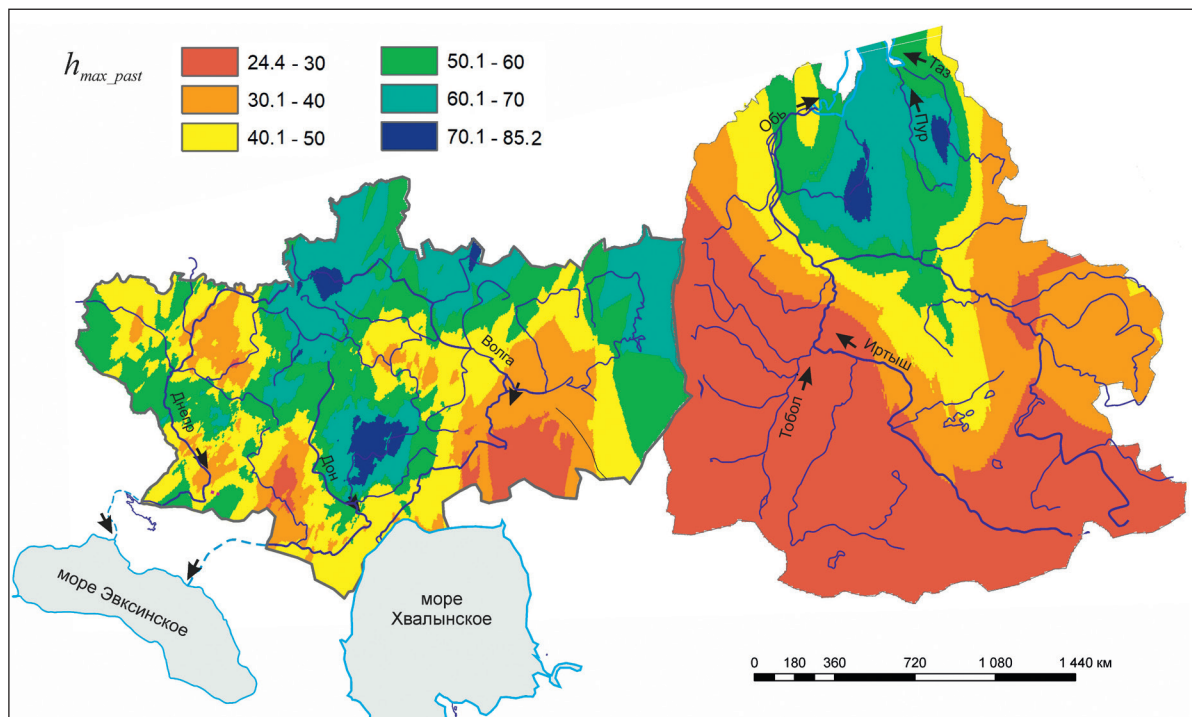 h max_past
24.4 - 30
30.1 - 40
40.1 - 50
50.1 - 60
60.1 - 70
70.1 - 85.2
Таз
Обь
Пур
Волга
Иртыш
Днепр
Дон
Тобол
море Эвксинское
море
Хвалынское
0 180 360 720 1 080 1 440 км